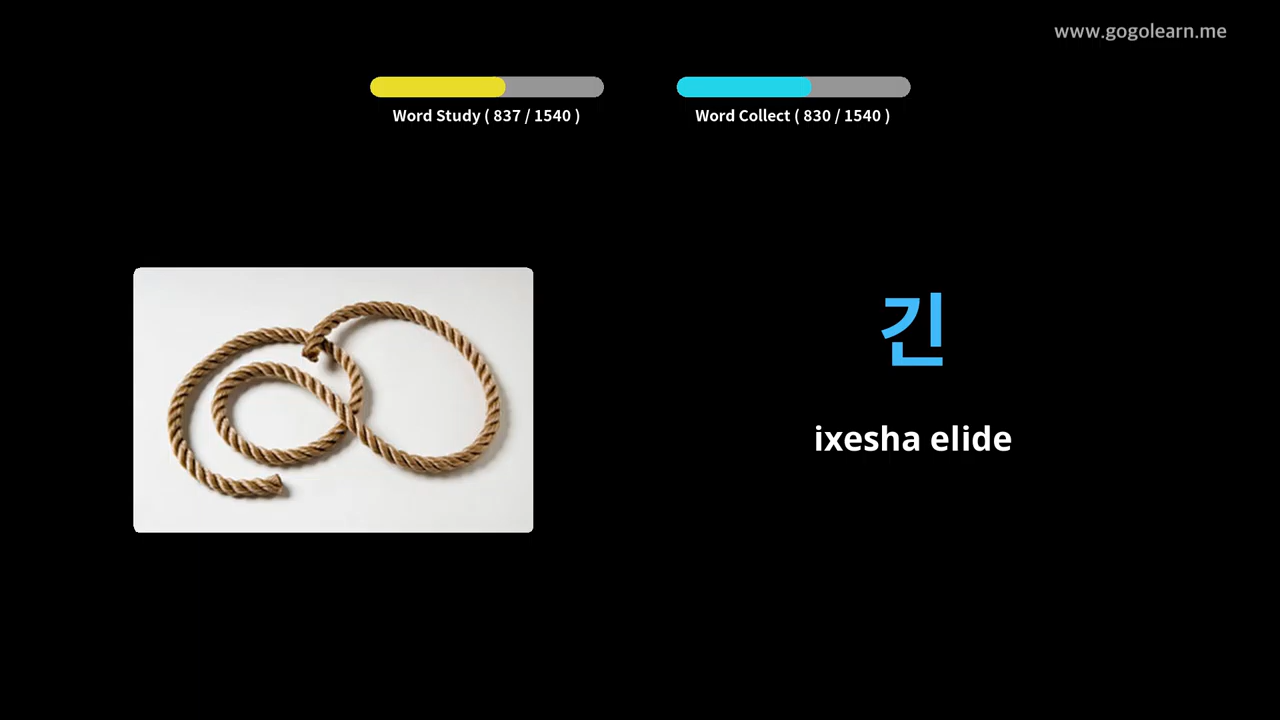 www.gogolearn.me
Word Study ( 837 / 1540 )
Word Collect ( 830 / 1540 )
긴
ixesha elide